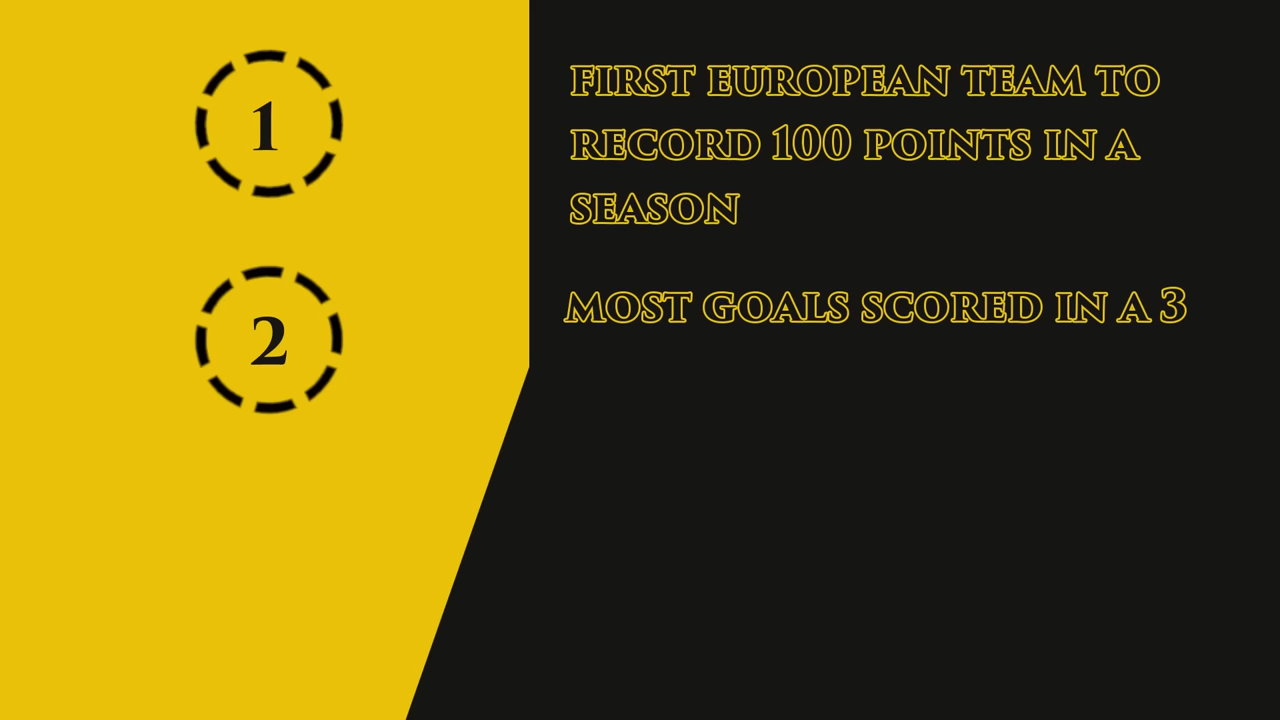 1
FIRST EUROPEAN TEAM TO
RECORD 100 POINTS IN A
SEASON
2
MOST GOALS SCORED IN A 3